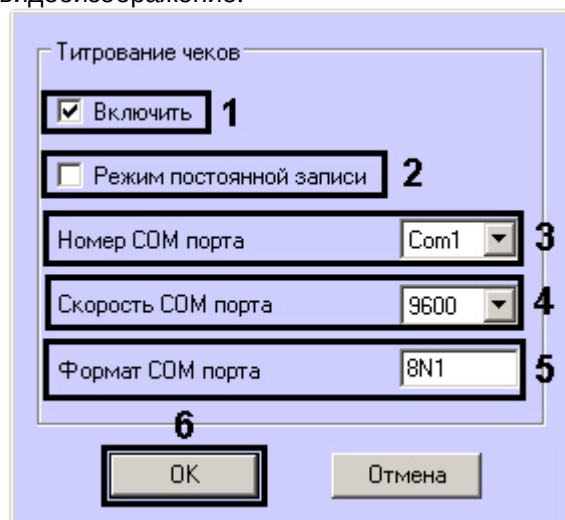 видеоизображение.
Титрование чеков
Включить 1
Режим постоянной записи 2
Номер COM порта Com1 3
Скорость COM порта 9600 4
Формат COM порта 8N1 5
6
OK Отмена